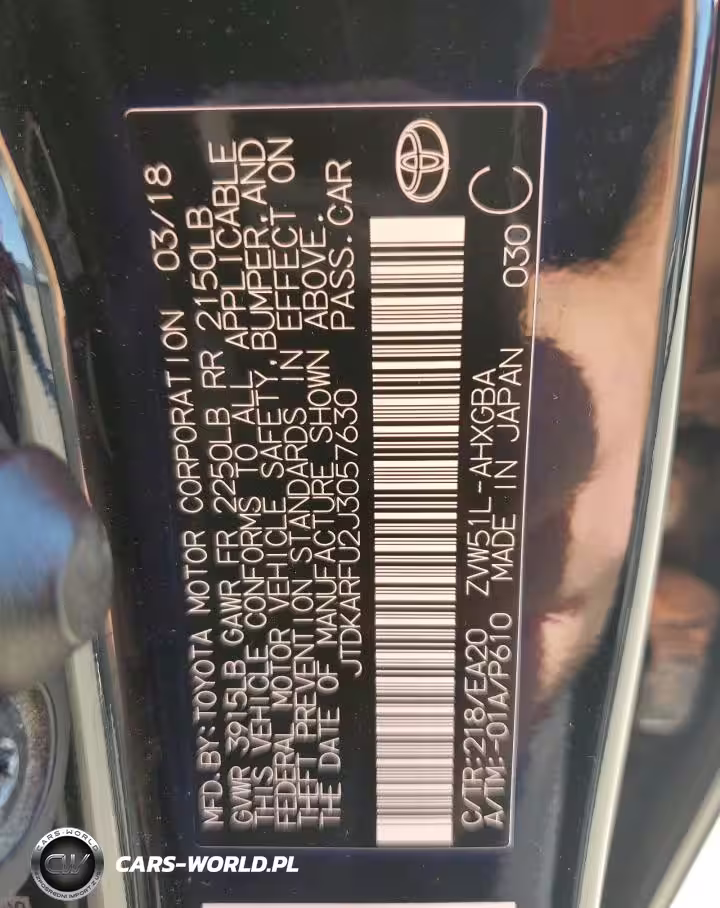 MFD. BY: TOYOTA MOTOR CORPORATION 03/18
GVWR 3915LB GAWR FR 2250LB RR 2150LB
THIS VEHICLE CONFORMS TO ALL APPLICABLE
FEDERAL MOTOR VEHICLE SAFETY, BUMPER, AND
THEFT PREVENTION STANDARDS IN EFFECT ON
THE DATE OF MANUFACTURE SHOWN ABOVE.
JTDKARFU2J3057630 PASS. CAR
C/TR: 218/EA20 ZVW51L-AHXGBA 030 C
A/TM: -01A/P610 MADE IN JAPAN
CW
CARS-WORLD.PL